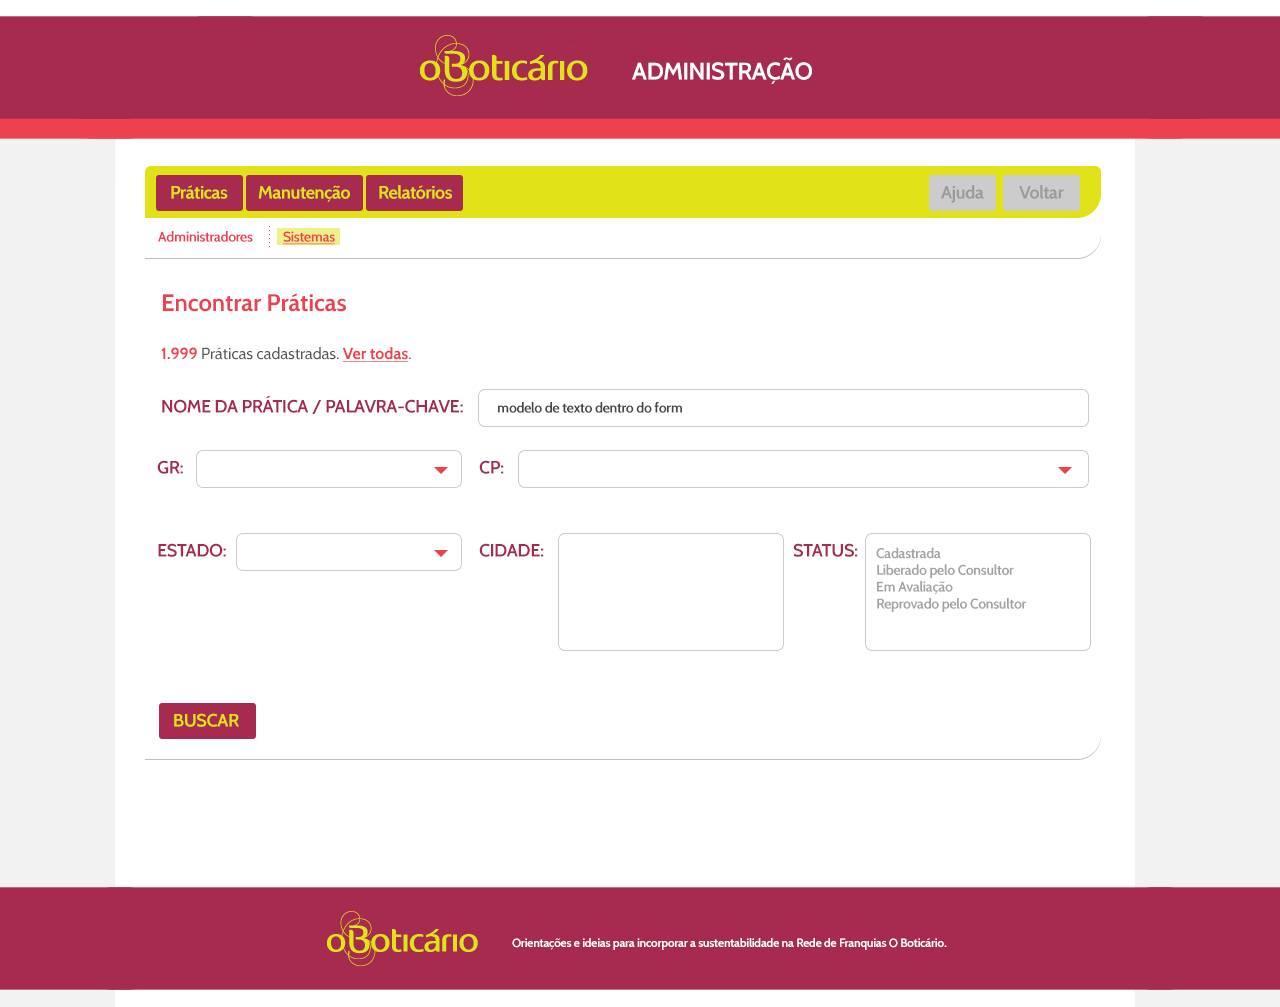 oBoticário ADMINISTRAÇÃO
Práticas Manutenção Relatórios Ajuda Voltar
Administradores Sistemas
Encontrar Práticas
1.999 Práticas cadastradas. Ver todas.
NOME DA PRÁTICA / PALAVRA-CHAVE: modelo de texto dentro do form
GR: CP:
ESTADO: CIDADE: STATUS:
Cadastrada
Liberado pelo Consultor
Em Avaliação
Reprovado pelo Consultor
BUSCAR
oBoticário Orientações e ideias para incorporar a sustentabilidade na Rede de Franquias O Boticário.